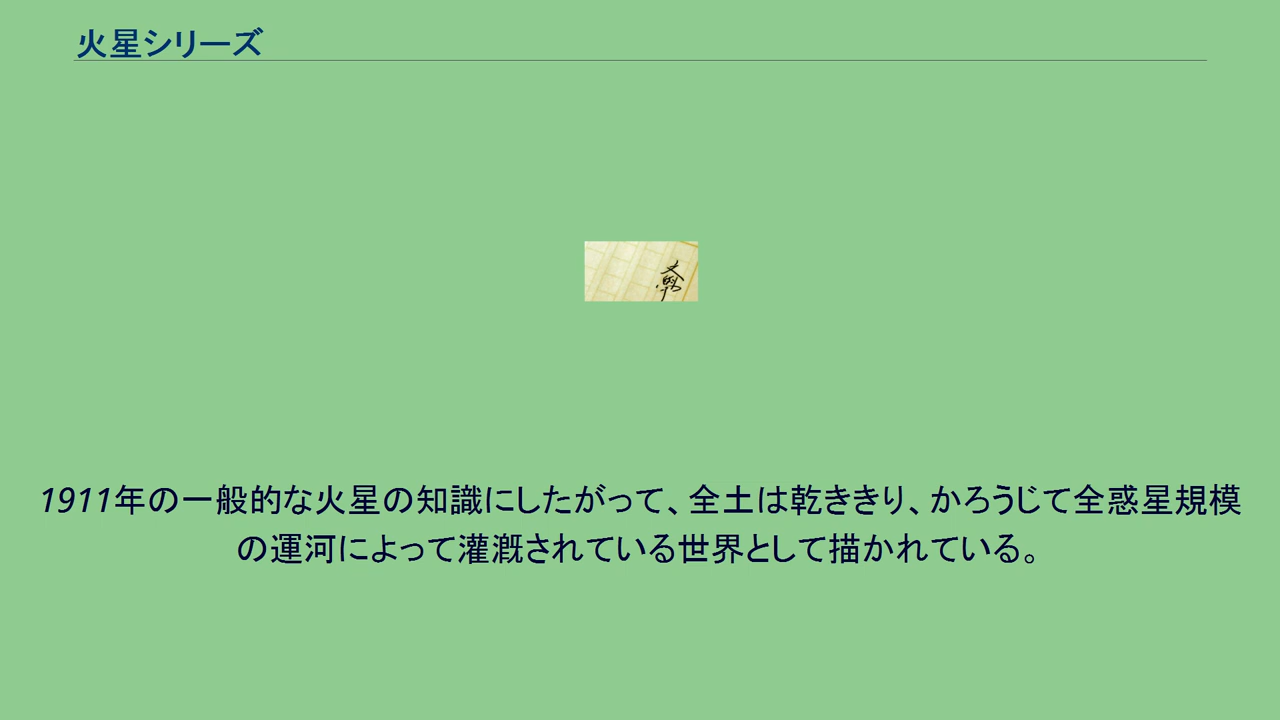 火星シリーズ
1911年の一般的な火星の知識にしたがって、全土は乾ききり、かろうじて全惑星規模
の運河によって灌漑されている世界として描かれている。